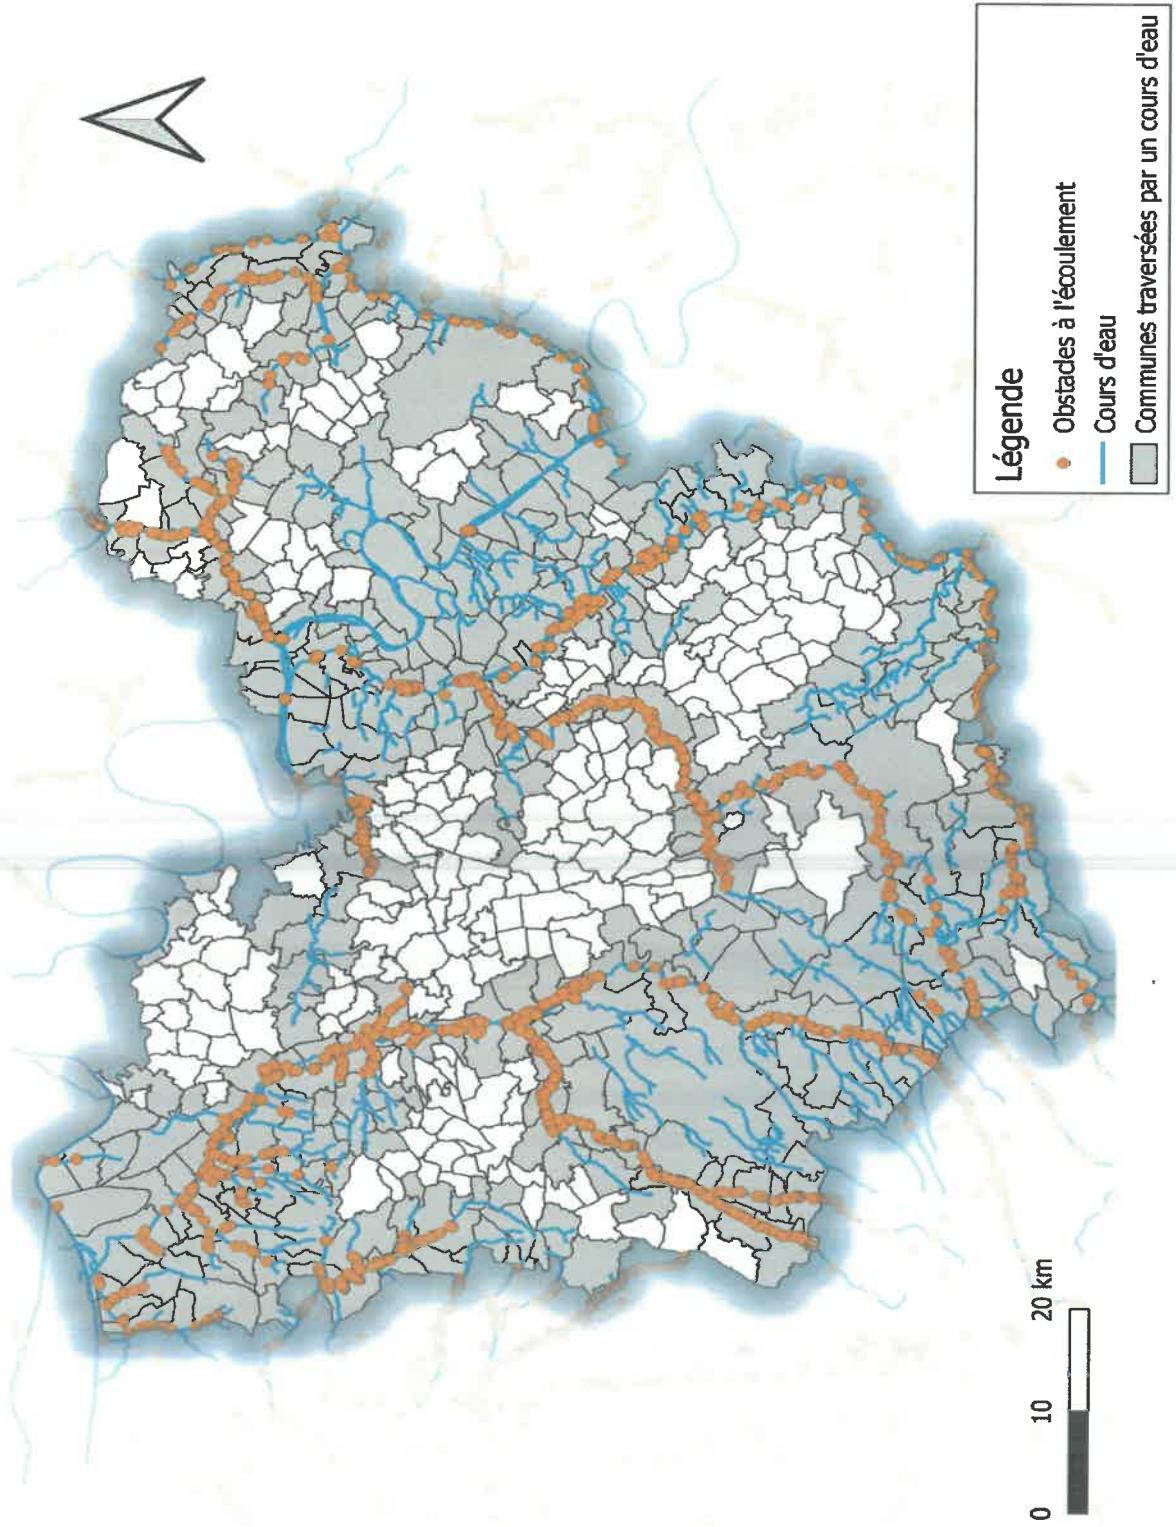 Légende
Obstacles à l'écoulement
Cours d'eau
Communes traversées par un cours d'eau
0 10 20 km